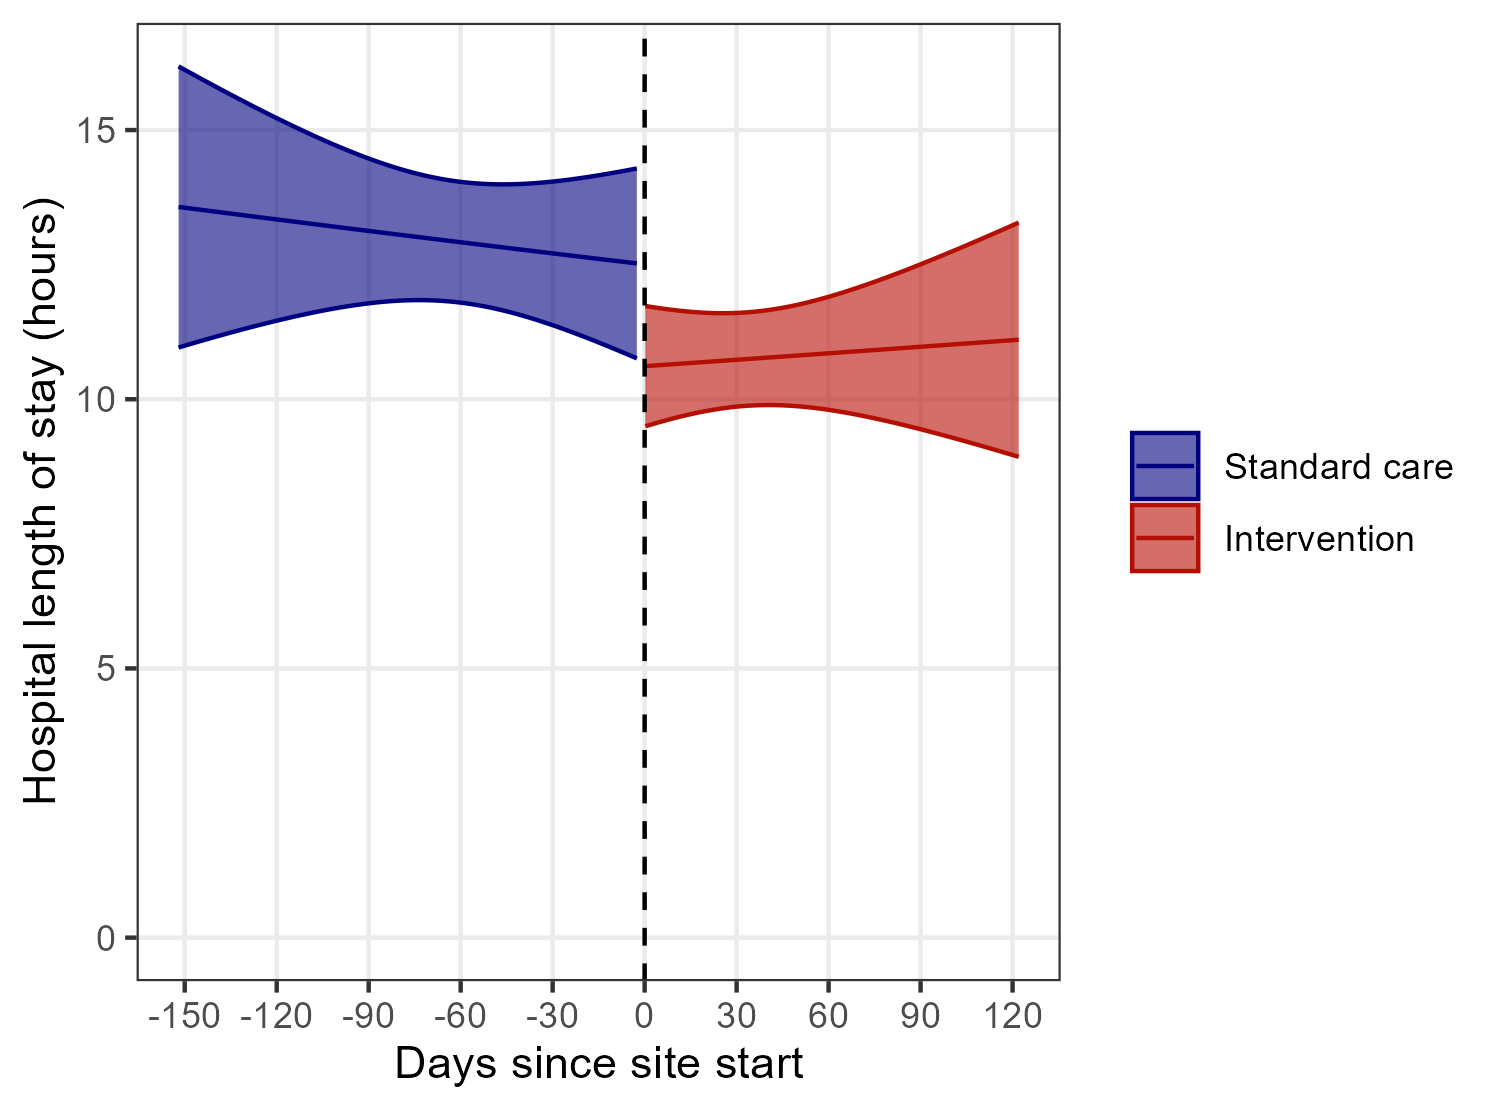 Hospital length of stay (hours)
15
10
5
0
-150 -120 -90 -60 -30 0 30 60 90 120
Days since site start
Standard care
Intervention